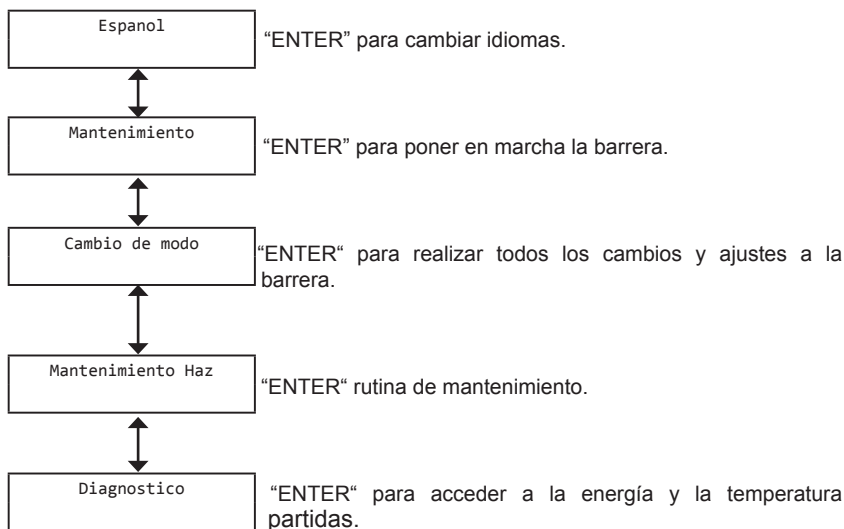 Espanol
“ENTER” para cambiar idiomas.
Mantenimiento
“ENTER” para poner en marcha la barrera.
Cambio de modo
“ENTER“ para realizar todos los cambios y ajustes a la
barrera.
Mantenimiento Haz
“ENTER“ rutina de mantenimiento.
Diagnostico
“ENTER“ para acceder a la energía y la temperatura
partidas.